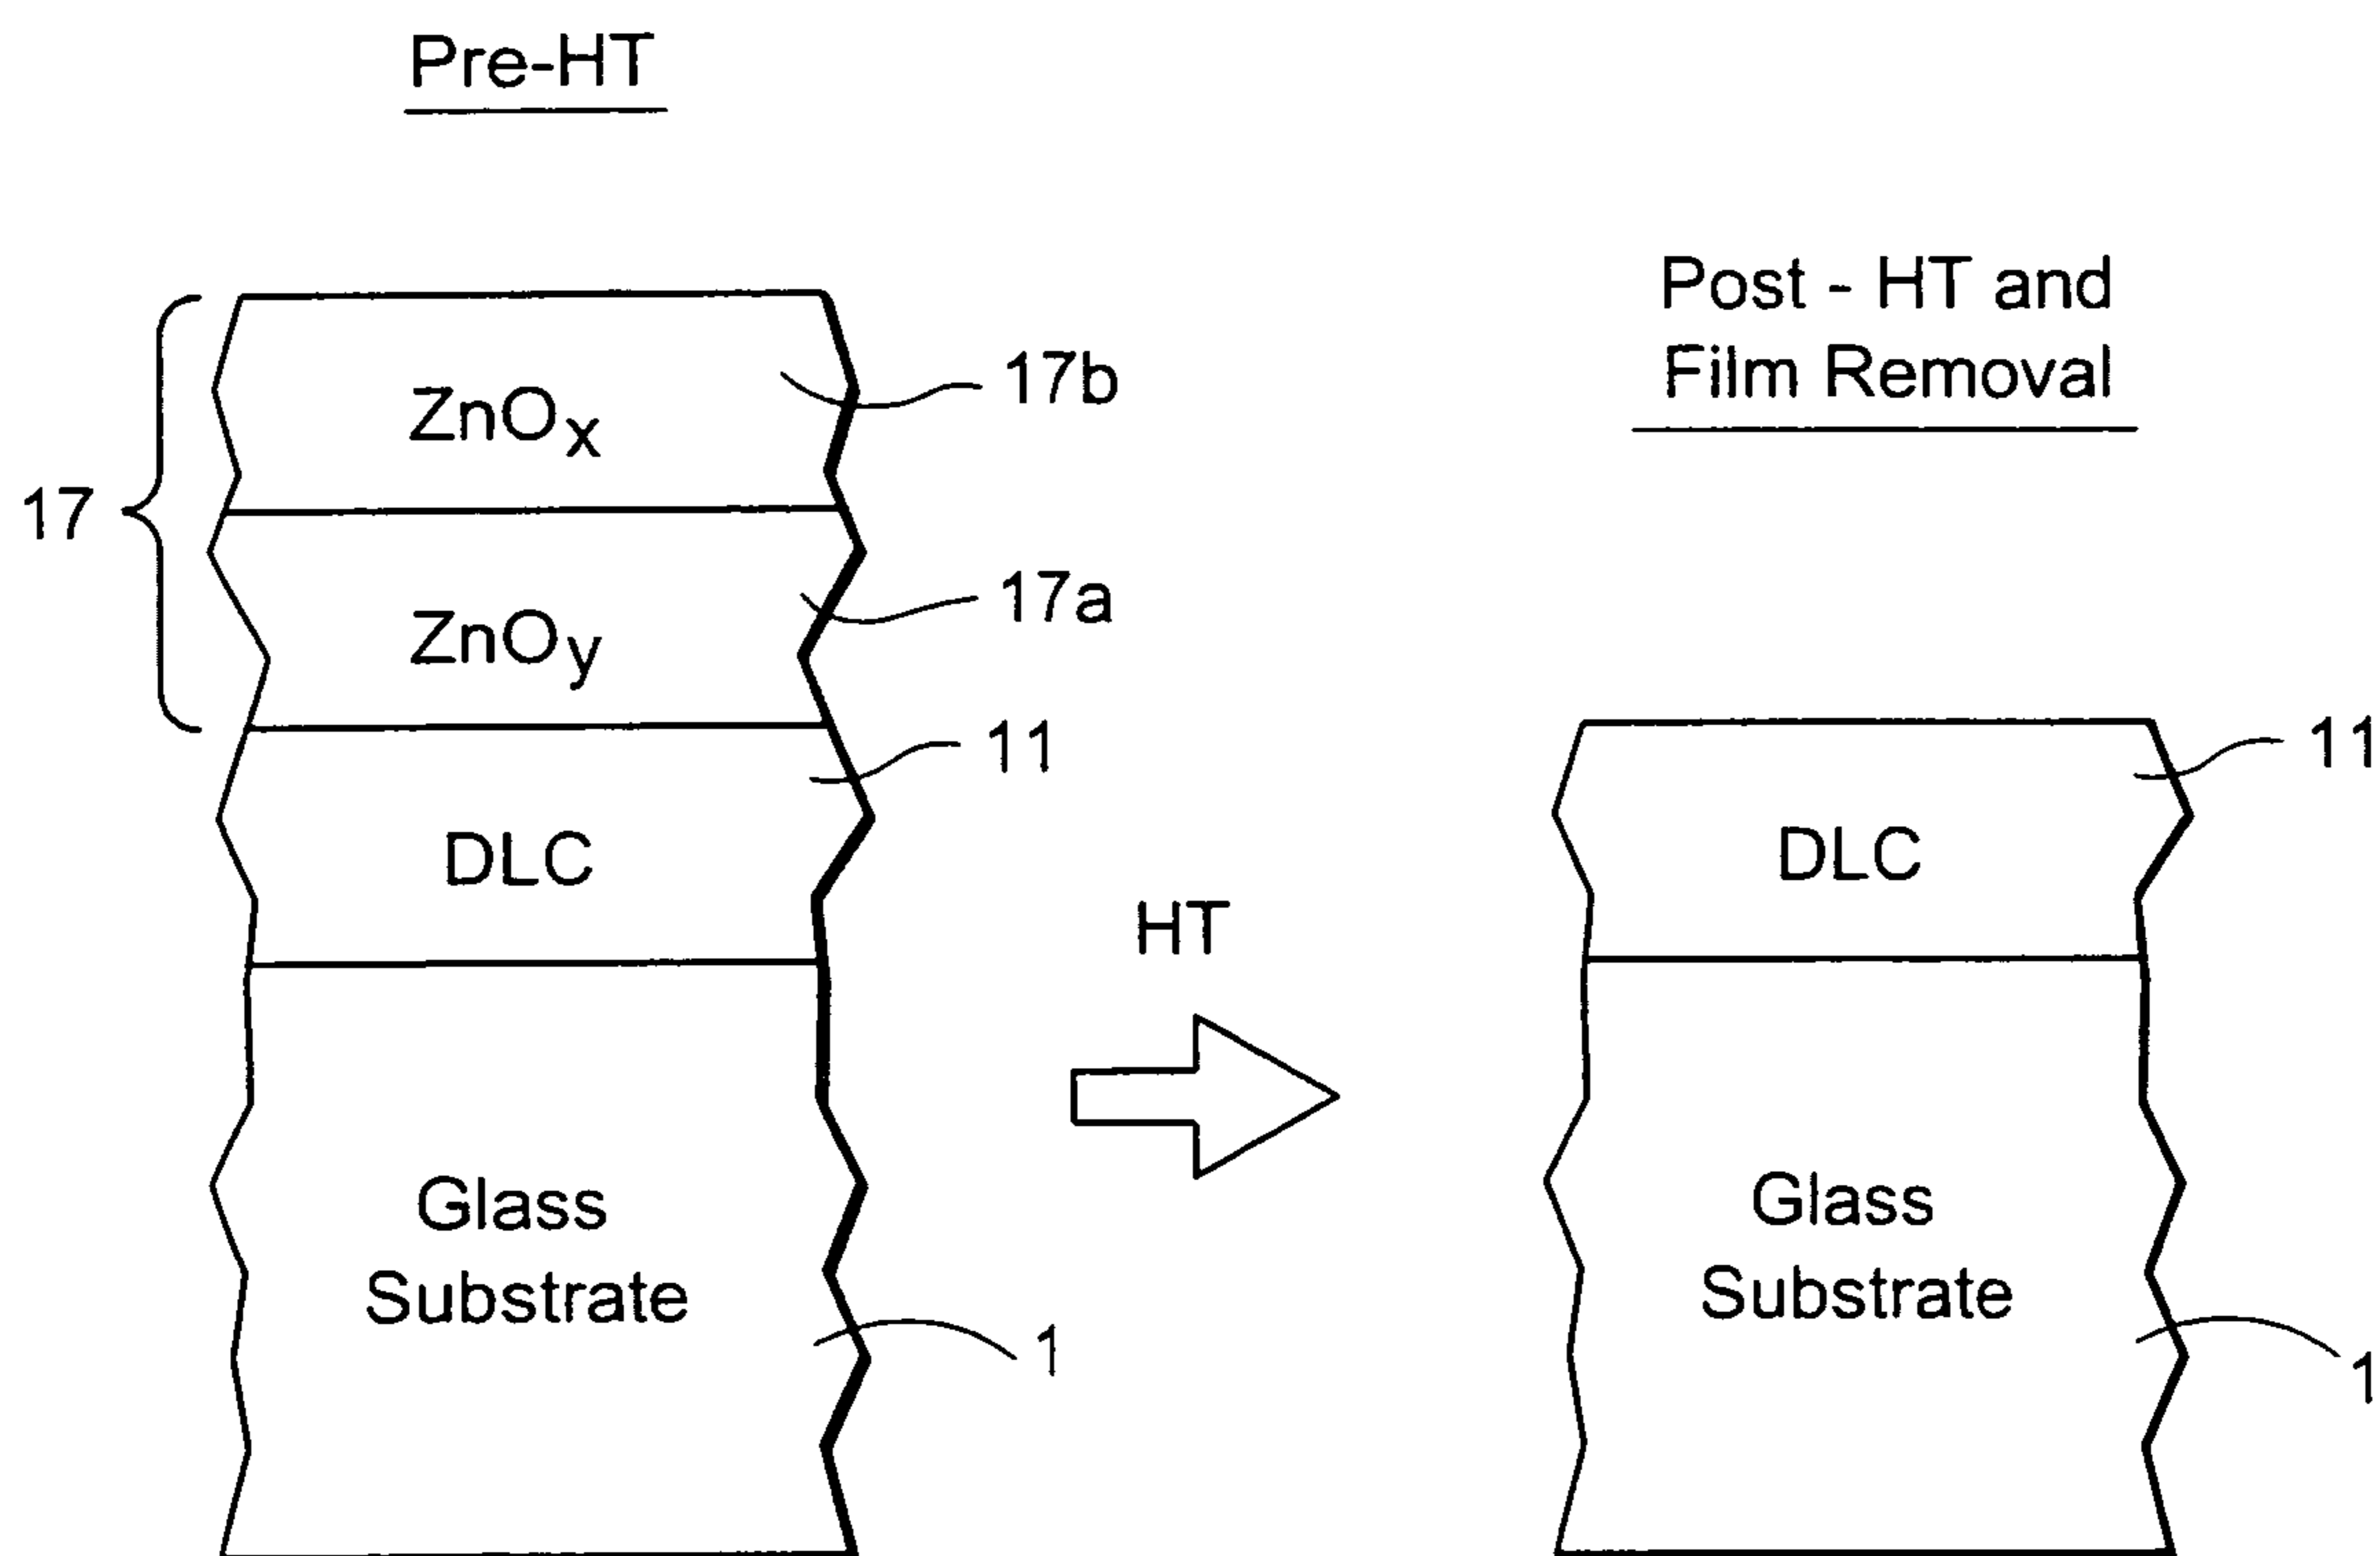 Pre-HT
17
ZnOx
17b
ZnOy
17a
DLC
11
Glass
Substrate
1
HT
Post - HT and
Film Removal
DLC
11
Glass
Substrate
1